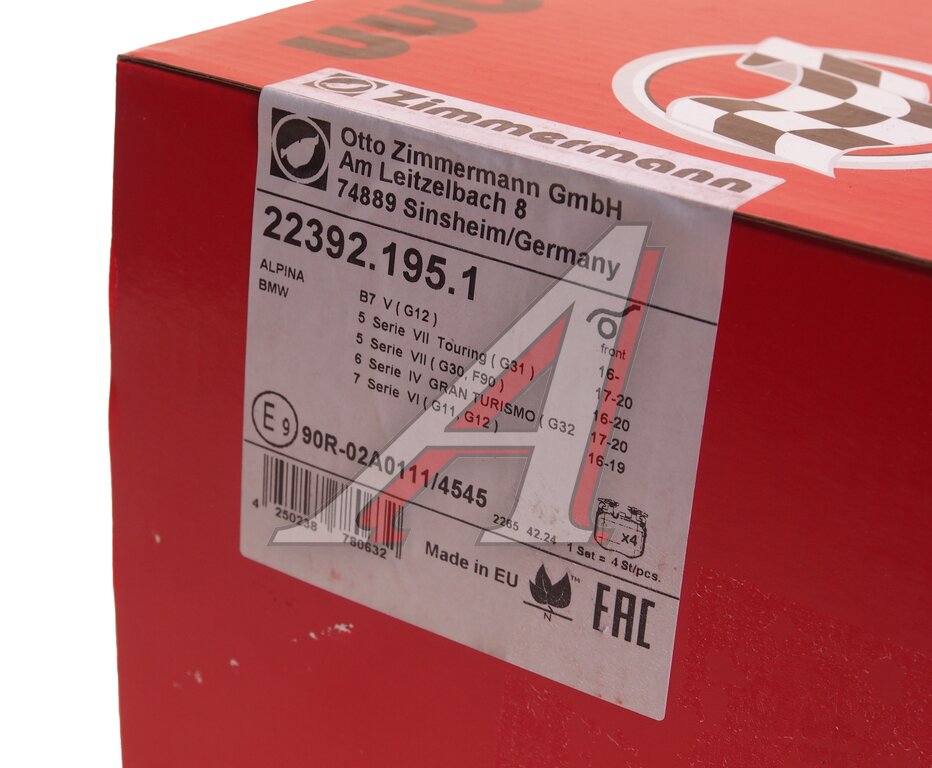 Zimmermann
Otto Zimmermann GmbH
Am Leitzelbach 8
74889 Sinsheim/Germany
22392.195.1
ALPINA B7 V ( G12 ) 16-
BMW 5 Serie VII Touring ( G31 ) 17-20
5 Serie VII ( G30, F90 ) 16-20
6 Serie IV GRAN TURISMO ( G32 17-20
7 Serie VI ( G11, G12 ) 16-19
front
E9 90R-02A0111/4545
4 250238 780632
2265 42.24 1 Set = 4 St/pcs.
x4
Made in EU
TM
N
EAC